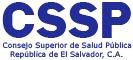 CSSP
Consejo Superior de Salud Pública
República de El Salvador, C.A.